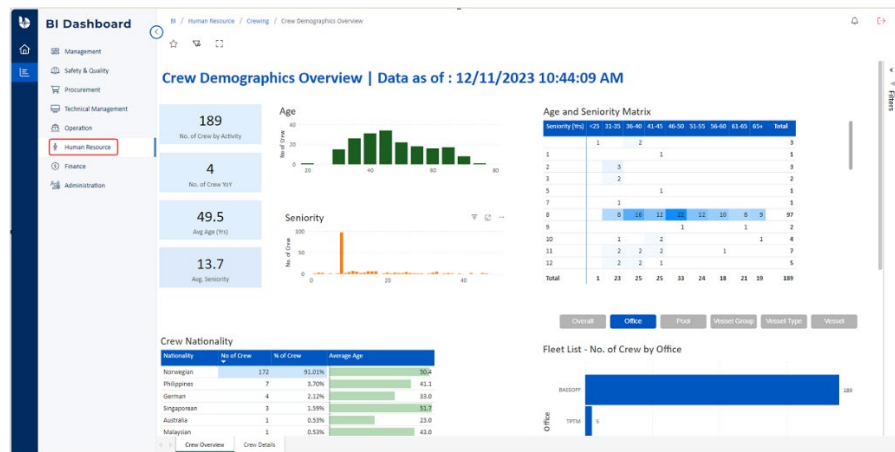 BI Dashboard
Management
Safety & Quality
Procurement
Technical Management
Operation
Human Resource
Finance
Administration
BI / Human Resource / Crewing / Crew Demographics Overview
Crew Demographics Overview | Data as of : 12/11/2023 10:44:09 AM
189
No. of Crew by Activity
4
No. of Crew YoY
49.5
Avg Age (Yrs)
13.7
Avg. Seniority
Age
No of Crew
40
20
0
20 40 60 80
Seniority
No. of Crew
100
50
0
0 20 40
Age and Seniority Matrix
Seniority (Yrs) <25 31-35 36-40 41-45 46-50 51-55 56-60 61-65 65+ Total
1 2 3
1 1 1
2 3 3
3 2 2
5 1 1
7 1 1
8 8 16 12 22 12 10 8 9 97
9 1 1 2
10 1 2 1 4
11 2 2 2 1 7
12 2 2 1 5
Total 1 23 25 25 33 24 18 21 19 189
Overall Office Pool Vessel Group Vessel Type Vessel
Crew Nationality
Nationality No of Crew % of Crew Average Age
Norwegian 172 91.01% 50.4
Philippines 7 3.70% 41.1
German 4 2.12% 33.0
Singaporean 3 1.59% 51.7
Australia 1 0.53% 23.0
Malaysian 1 0.53% 43.0
Fleet List - No. of Crew by Office
Office
BASSOFF 189
TPTM 5
Crew Overview Crew Details
Filters